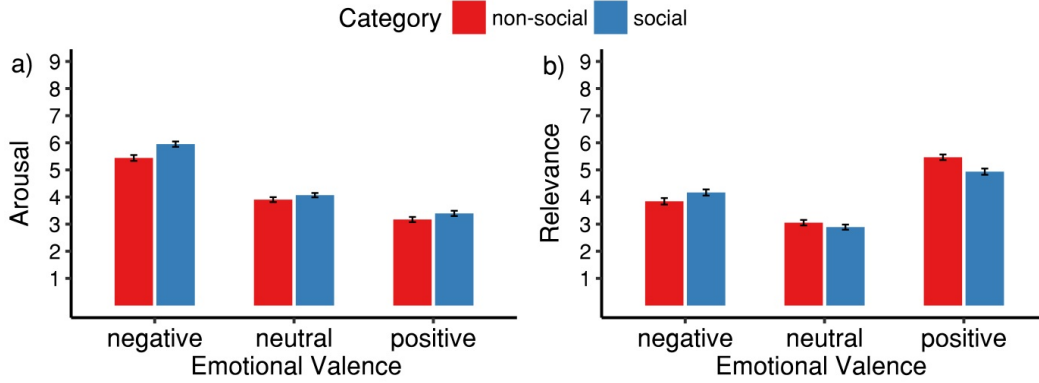 Category non-social social
a)
9
8
7
6
5
4
3
2
1
Arousal
negative neutral positive
Emotional Valence
b)
9
8
7
6
5
4
3
2
1
Relevance
negative neutral positive
Emotional Valence